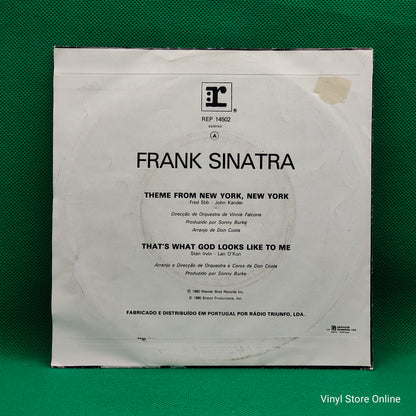 r
®
REP 14502
estéreo
A
FRANK SINATRA
THEME FROM NEW YORK, NEW YORK
Fred Ebb - John Kander
Direcção de Orquestra de Vinnie Falcone
Produzido por Sonny Burke
Arranjo de Don Costa
THAT'S WHAT GOD LOOKS LIKE TO ME
Stan Irvin - Lan O'Kun
Arranjo e Direcção de Orquestra e Coros de Don Costa
Produzido por Sonny Burke
℗ 1980 Warner Bros Records Inc.
© 1980 Bristol Productions, Inc.
FABRICADO E DISTRIBUÍDO EM PORTUGAL POR RÁDIO TRIUNFO, LDA.
Vinyl Store Online